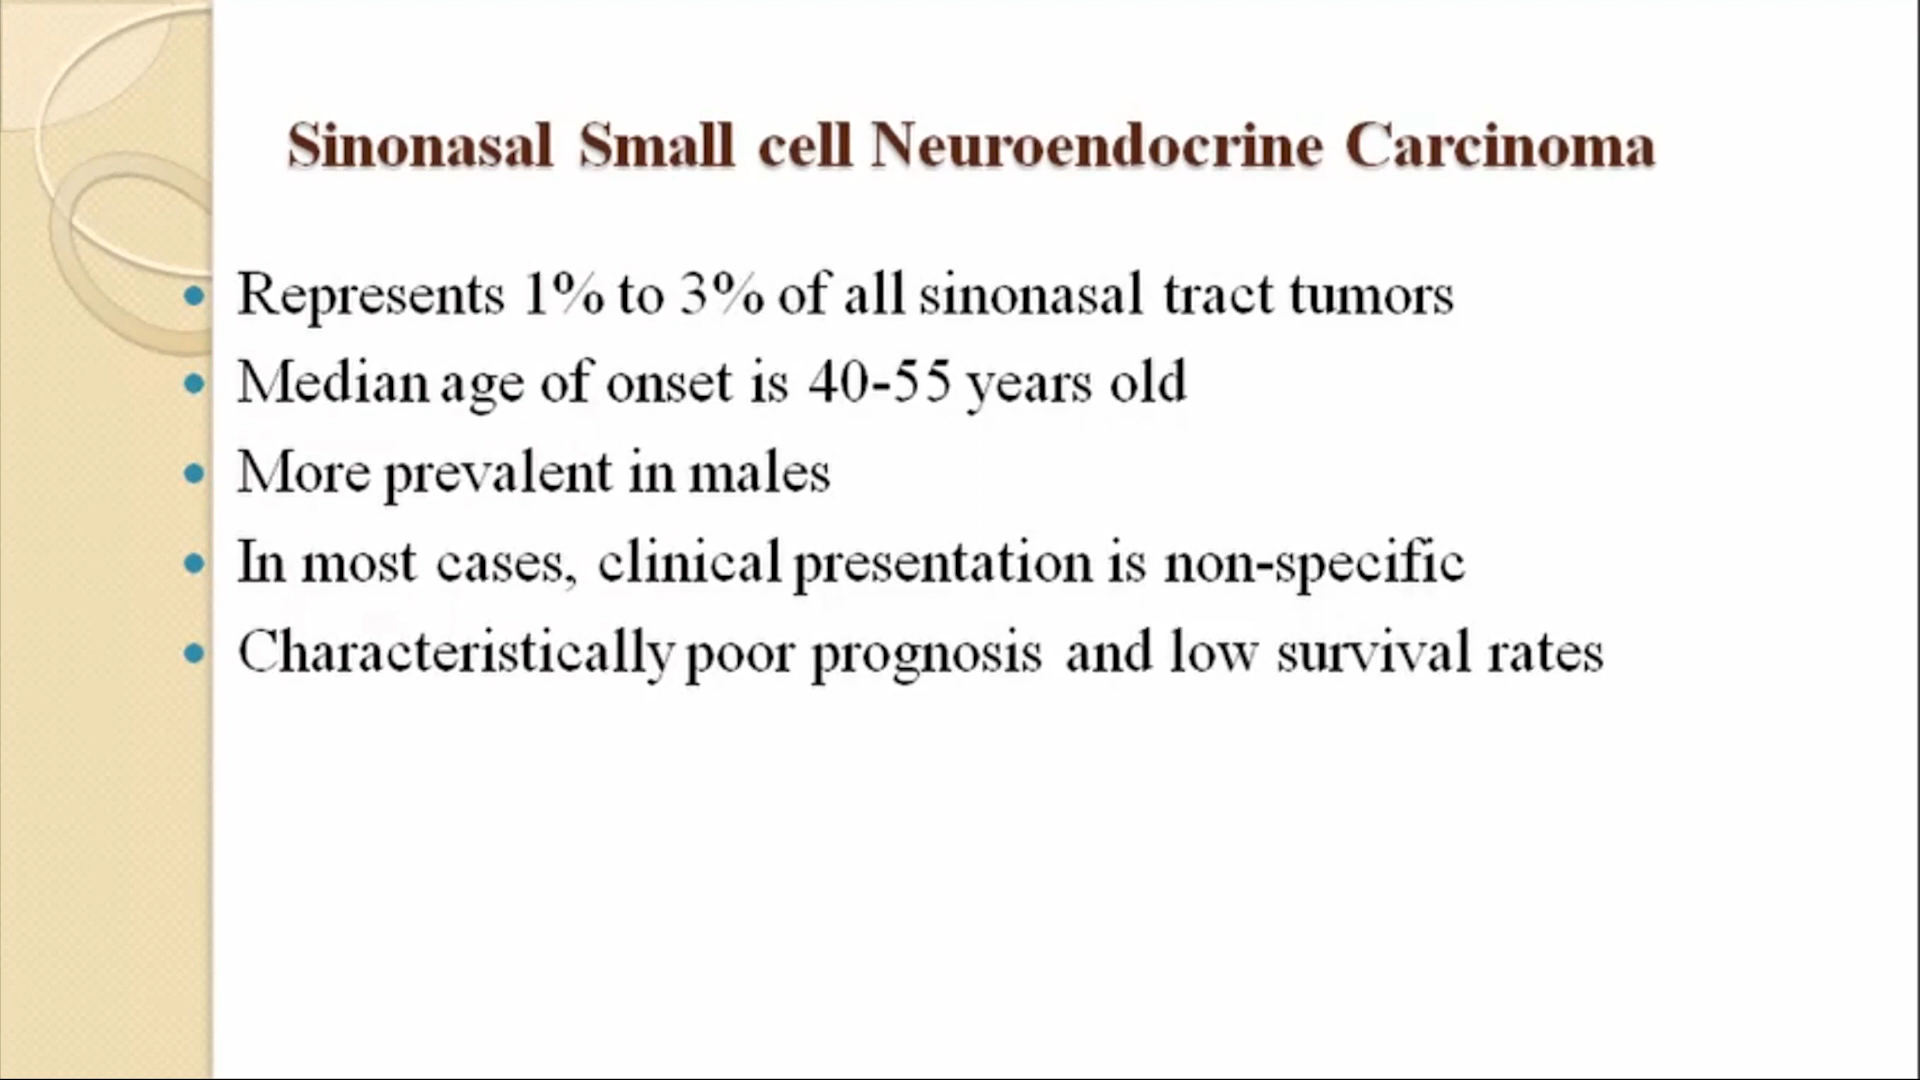 Sinonasal Small cell Neuroendocrine Carcinoma
• Represents 1% to 3% of all sinonasal tract tumors
• Median age of onset is 40-55 years old
• More prevalent in males
• In most cases, clinical presentation is non-specific
• Characteristically poor prognosis and low survival rates